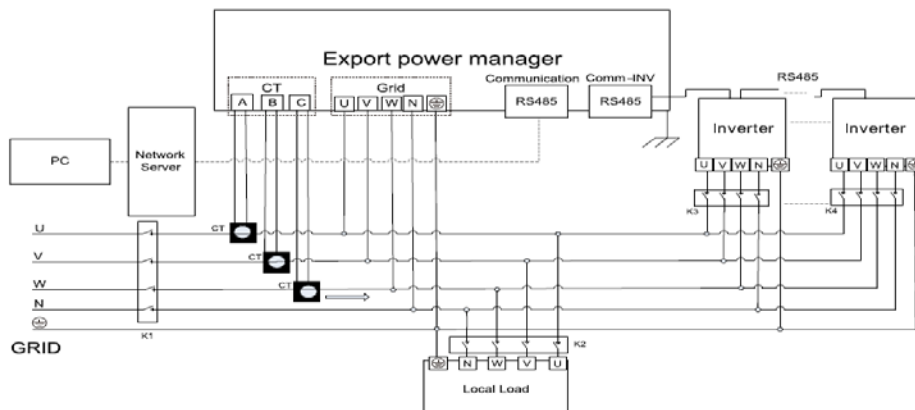 Export power manager
CT
Grid
Communication
Comm-INV
RS485
A B C
U V W N
RS485
RS485
Inverter
Inverter
PC
Network
Server
U V W N
U V W N
K3
K4
U
CT
V
CT
W
CT
N
K1
GRID
K2
N W V U
Local Load